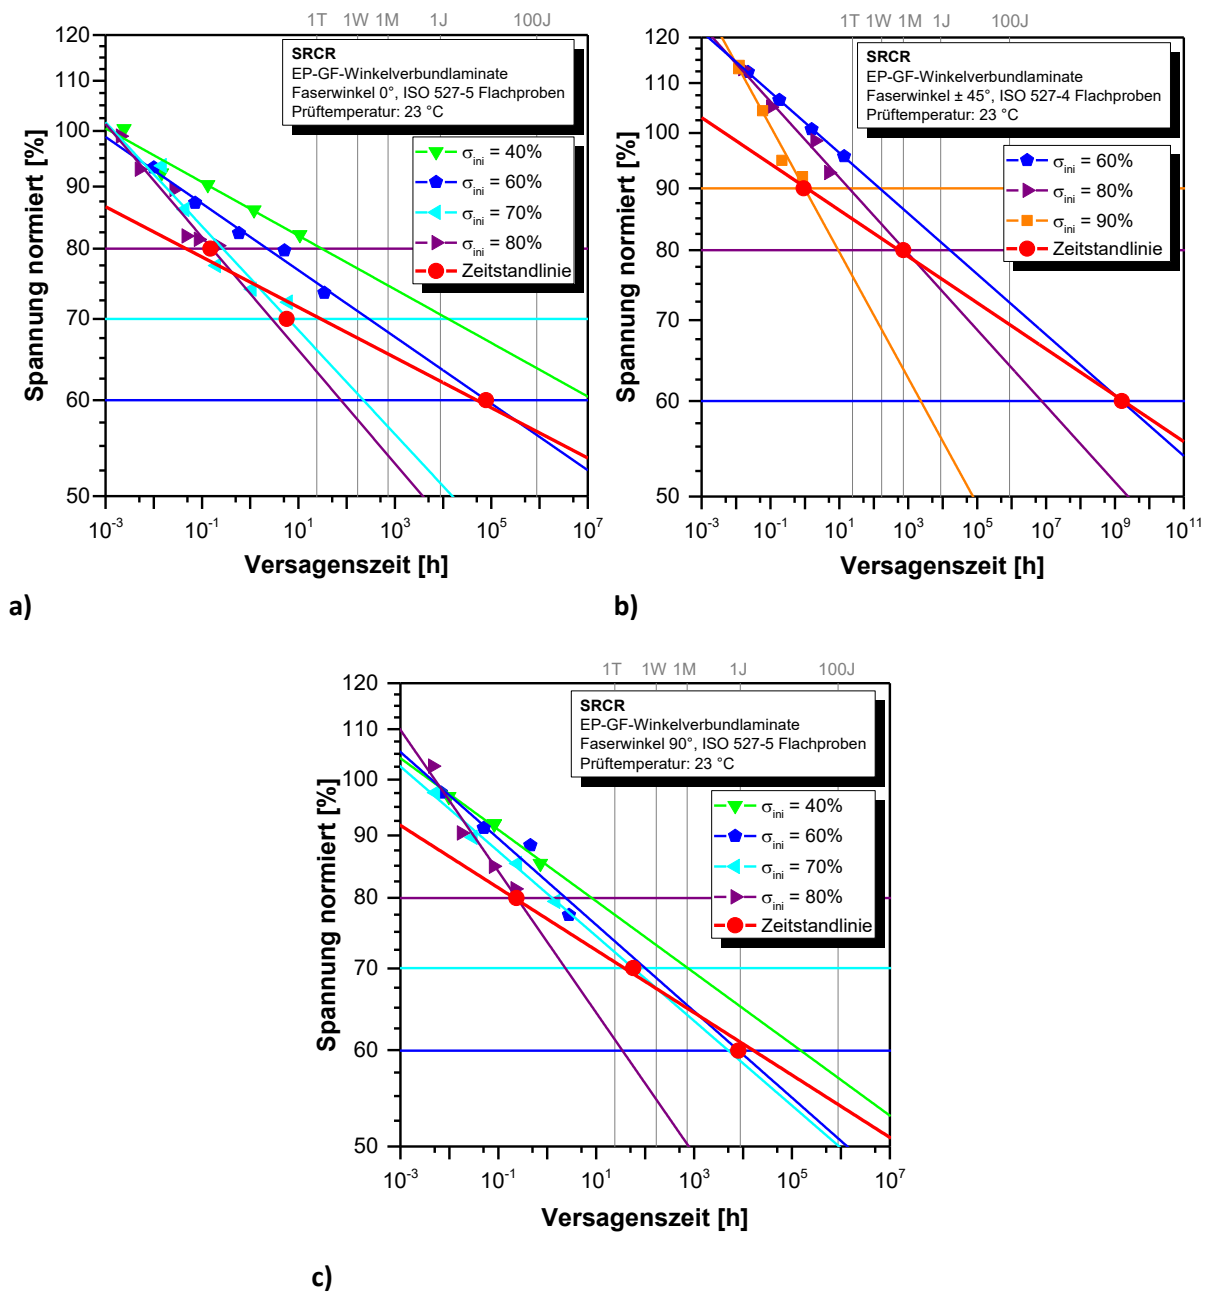 1T 1W 1M 1J 100J
120
110
100
90
80
70
60
50
Spannung normiert [%]
SRCR
EP-GF-Winkelverbundlaminate
Faserwinkel 0°, ISO 527-5 Flachproben
Prüftemperatur: 23 °C
σini = 40%
σini = 60%
σini = 70%
σini = 80%
Zeitstandlinie
10-3 10-1 101 103 105 107
Versagenszeit [h]
a)
1T 1W 1M 1J 100J
120
110
100
90
80
70
60
50
Spannung normiert [%]
SRCR
EP-GF-Winkelverbundlaminate
Faserwinkel ± 45°, ISO 527-4 Flachproben
Prüftemperatur: 23 °C
σini = 60%
σini = 80%
σini = 90%
Zeitstandlinie
10-3 10-1 101 103 105 107 109 1011
Versagenszeit [h]
b)
1T 1W 1M 1J 100J
120
110
100
90
80
70
60
50
Spannung normiert [%]
SRCR
EP-GF-Winkelverbundlaminate
Faserwinkel 90°, ISO 527-5 Flachproben
Prüftemperatur: 23 °C
σini = 40%
σini = 60%
σini = 70%
σini = 80%
Zeitstandlinie
10-3 10-1 101 103 105 107
Versagenszeit [h]
c)